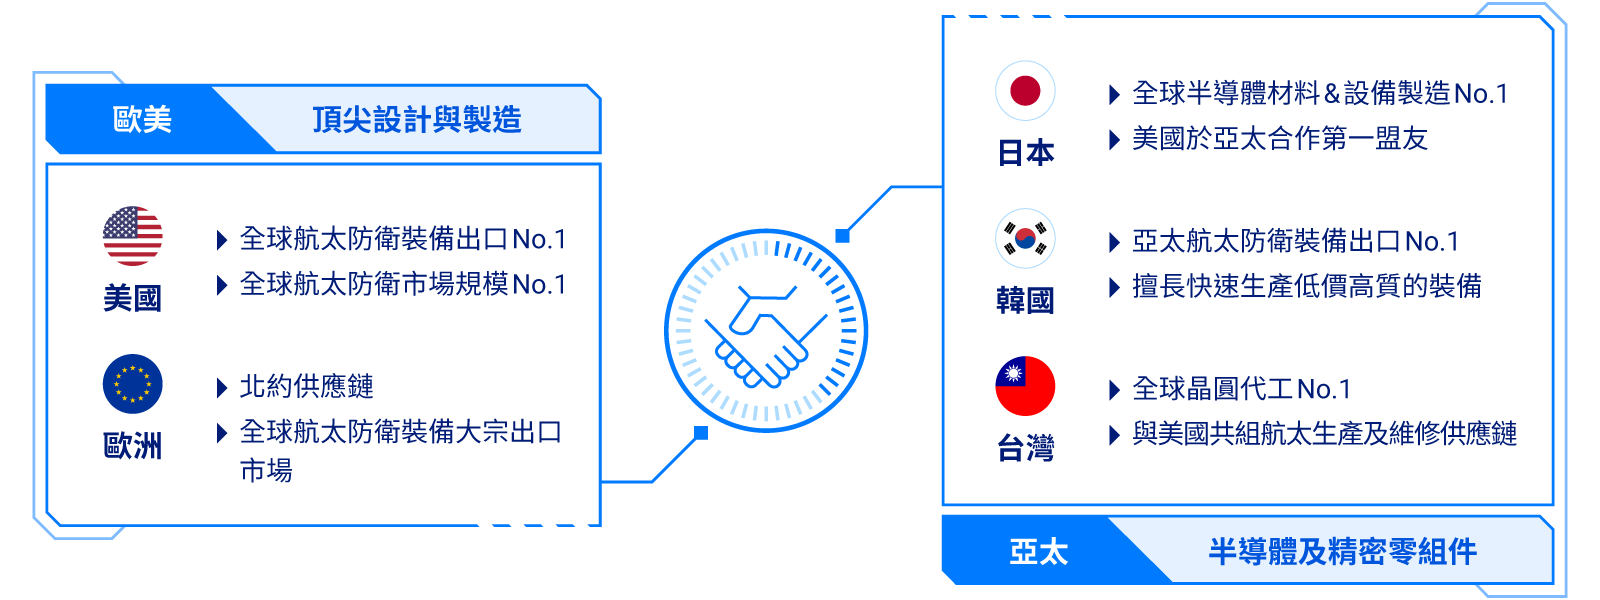 歐美
頂尖設計與製造
美國
全球航太防衛裝備出口No.1
全球航太防衛市場規模No.1
歐洲
北約供應鏈
全球航太防衛裝備大宗出口
市場
日本
全球半導體材料&設備製造No.1
美國於亞太合作第一盟友
韓國
亞太航太防衛裝備出口No.1
擅長快速生產低價高質的裝備
台灣
全球晶圓代工No.1
與美國共組航太生產及維修供應鏈
亞太
半導體及精密零組件